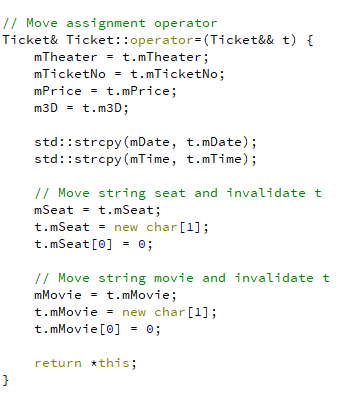 // Move assignment operator
Ticket& Ticket::operator=(Ticket&& t) {
    mTheater = t.mTheater;
    mTicketNo = t.mTicketNo;
    mPrice = t.mPrice;
    m3D = t.m3D;

    std::strcpy(mDate, t.mDate);
    std::strcpy(mTime, t.mTime);

    // Move string seat and invalidate t
    mSeat = t.mSeat;
    t.mSeat = new char[1];
    t.mSeat[0] = 0;

    // Move string movie and invalidate t
    mMovie = t.mMovie;
    t.mMovie = new char[1];
    t.mMovie[0] = 0;

    return *this;
}